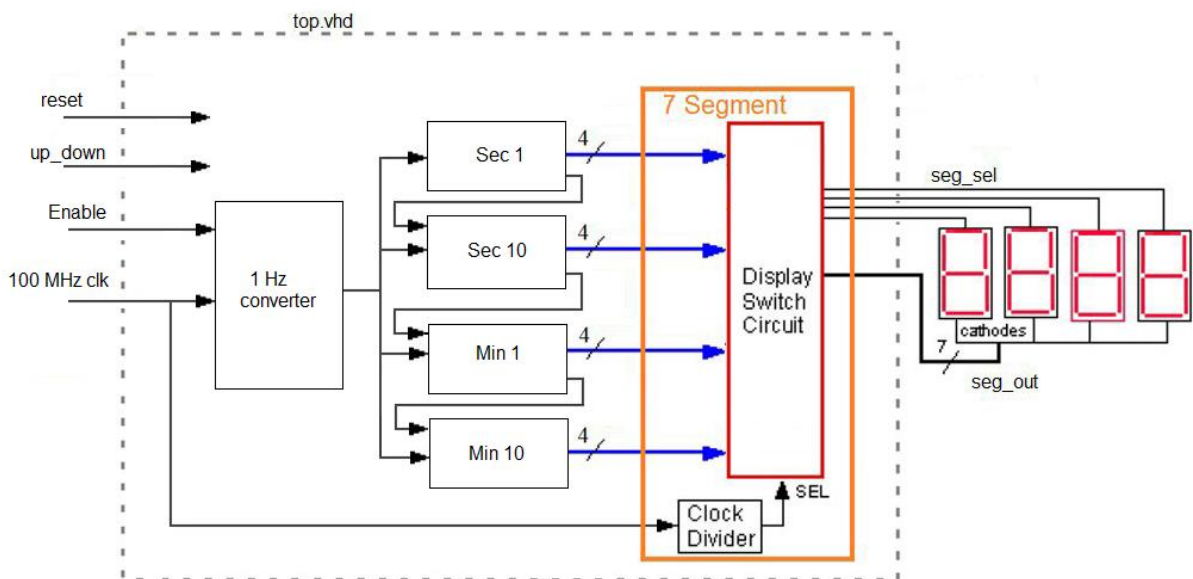 top.vhd
reset
up_down
Enable
100 MHz clk
1 Hz
converter
Sec 1
4
Sec 10
4
Min 1
4
Min 10
4
7 Segment
Display
Switch
Circuit
SEL
Clock
Divider
seg_sel
cathodes
7
seg_out